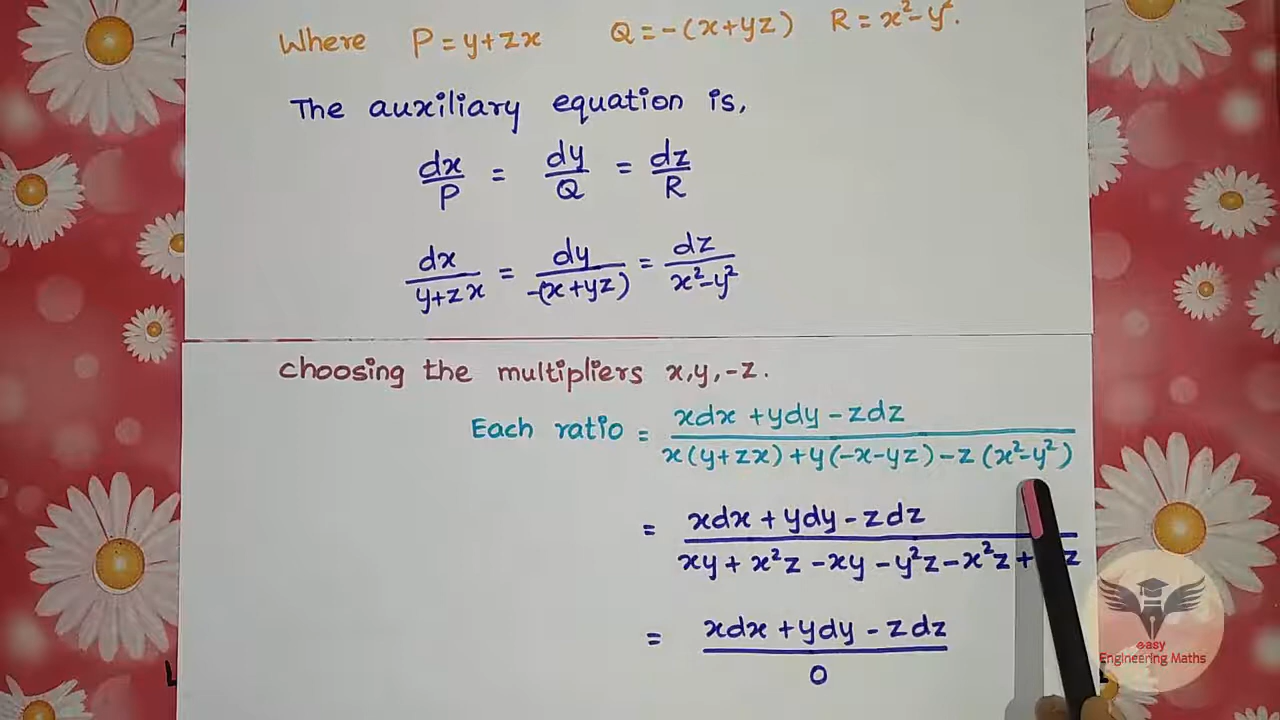 Where P = y+zx Q = -(x+yz) R = x²-y².
The auxiliary equation is,
dx/P = dy/Q = dz/R
dx/y+zx = dy/-(x+yz) = dz/x²-y²
choosing the multipliers x,y,-z.
Each ratio = xdx + ydy - zdz/x(y+zx)+y(-x-yz)-z(x²-y²)
= xdx + ydy - zdz/xy + x²z - xy - y²z - x²z + z
= xdx + ydy - zdz/0
easy
Engineering Maths